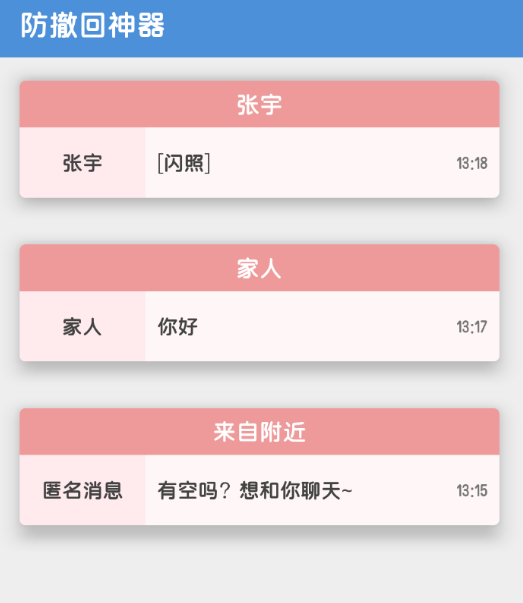 防撤回神器
张宇
张宇 [闪照] 13:18
家人
家人 你好 13:17
来自附近
匿名消息 有空吗？想和你聊天~ 13:15